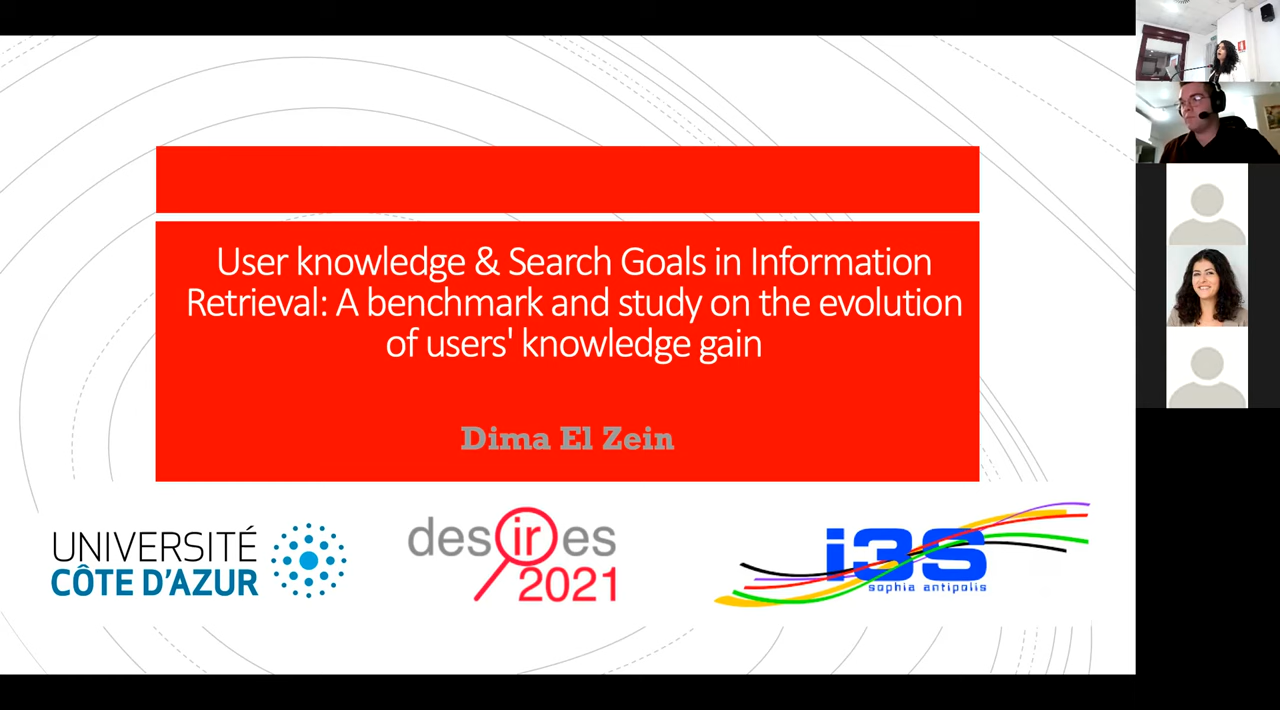 User knowledge & Search Goals in Information
Retrieval: A benchmark and study on the evolution
of users' knowledge gain
Dima El Zein
UNIVERSITÉ
CÔTE D'AZUR
desires
2021
i3S
sophia antipolis